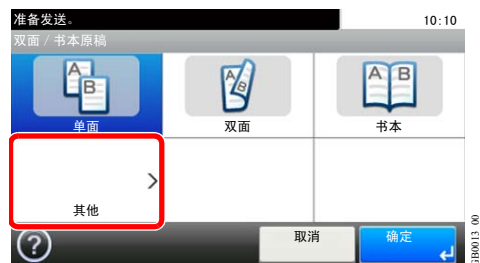 准备发送。
10:10
双面 / 书本原稿
A
B
单面
A
B
双面
A B
书本
其他
?
取消
确定
GB0013_00